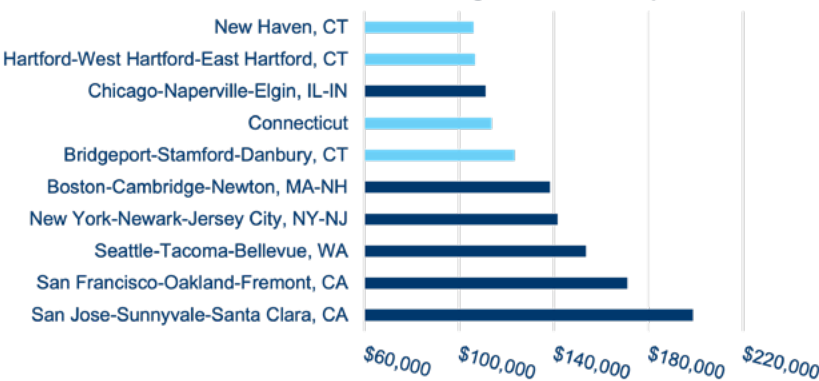 New Haven, CT
Hartford-West Hartford-East Hartford, CT
Chicago-Naperville-Elgin, IL-IN
Connecticut
Bridgeport-Stamford-Danbury, CT
Boston-Cambridge-Newton, MA-NH
New York-Newark-Jersey City, NY-NJ
Seattle-Tacoma-Bellevue, WA
San Francisco-Oakland-Fremont, CA
San Jose-Sunnyvale-Santa Clara, CA
$60,000 $100,000 $140,000 $180,000 $220,000